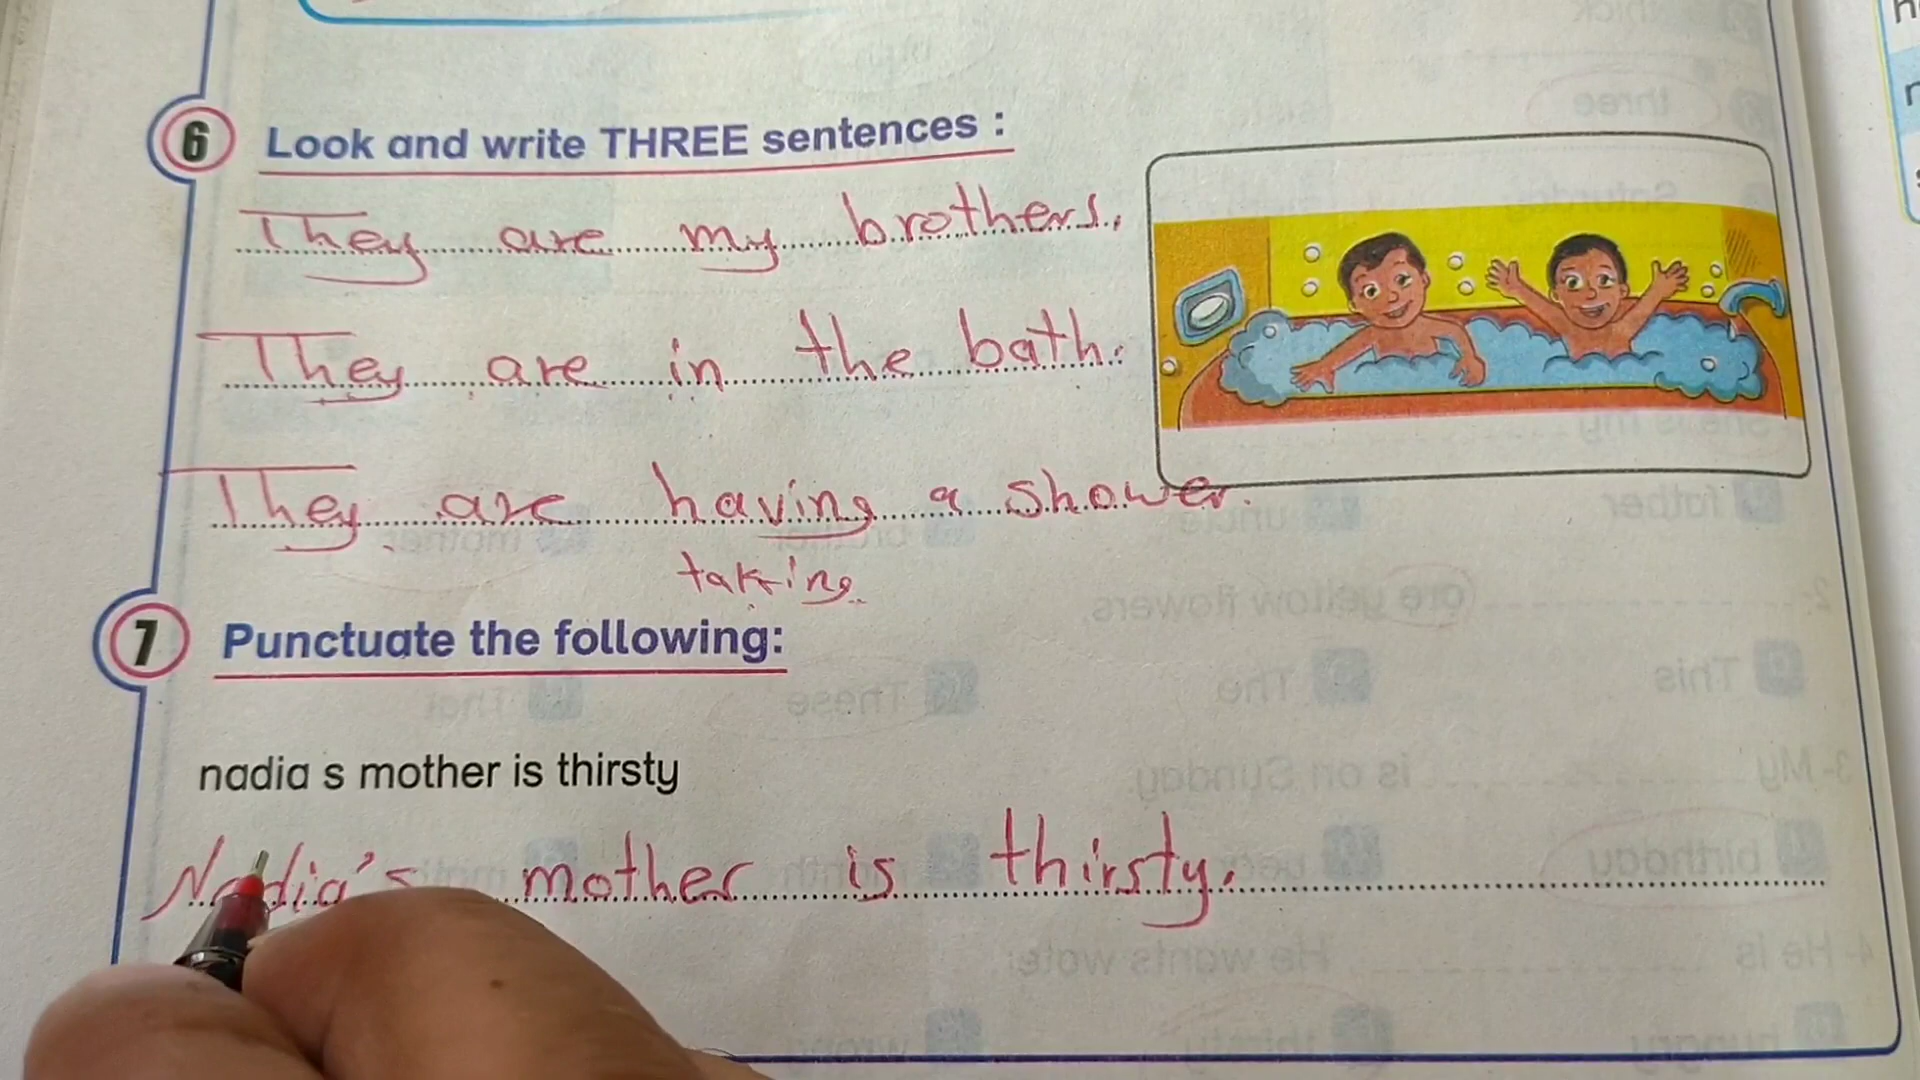 6 Look and write THREE sentences :
They are my brothers.
They are in the bath.
They are having a shower.
taking
7 Punctuate the following:
nadia s mother is thirsty
Nadia's mother is thirsty.